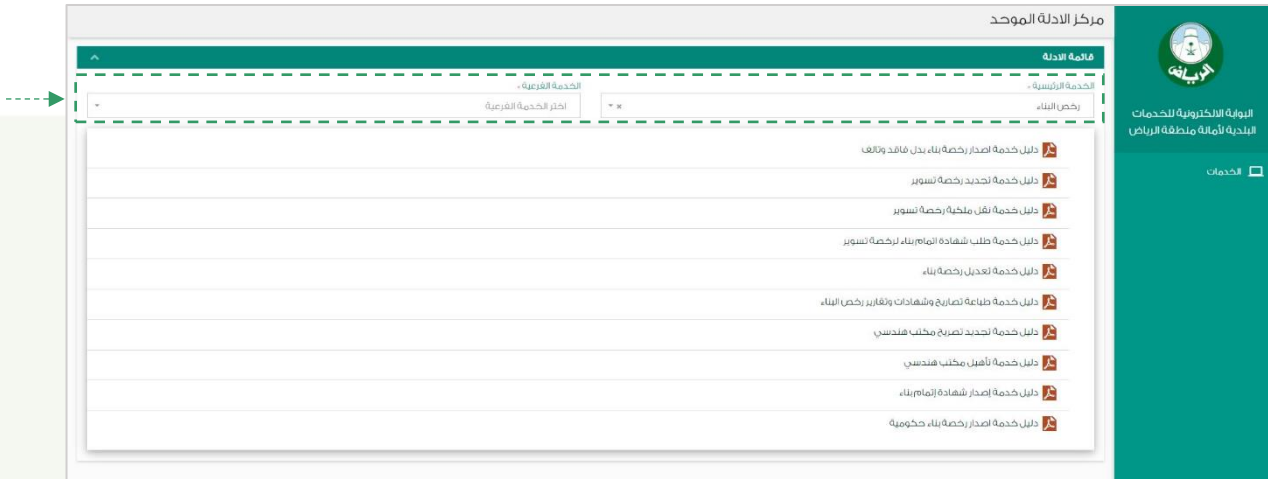 مركز الادلة الموحد
قائمة الادلة
الخدمة الرئيسية
رخص البناء
الخدمة الفرعية
اختر الخدمة الفرعية
دليل خدمة اصدار رخصة بناء بدل فاقد وتالف
دليل خدمة تجديد رخصة تسوير
دليل خدمة نقل ملكية رخصة تسوير
دليل خدمة طلب شهادة اتمام بناء لرخصة تسوير
دليل خدمة تعديل رخصة بناء
دليل خدمة طباعة تصاريح وشهادات وتقارير رخص البناء
دليل خدمة تجديد تصريح مكتب هندسي
دليل خدمة تأهيل مكتب هندسي
دليل خدمة إصدار شهادة إتمام بناء
دليل خدمة اصدار رخصة بناء حكومية
الرياض
البوابة الالكترونية للخدمات
البلدية لأمانة منطقة الرياض
الخدمات